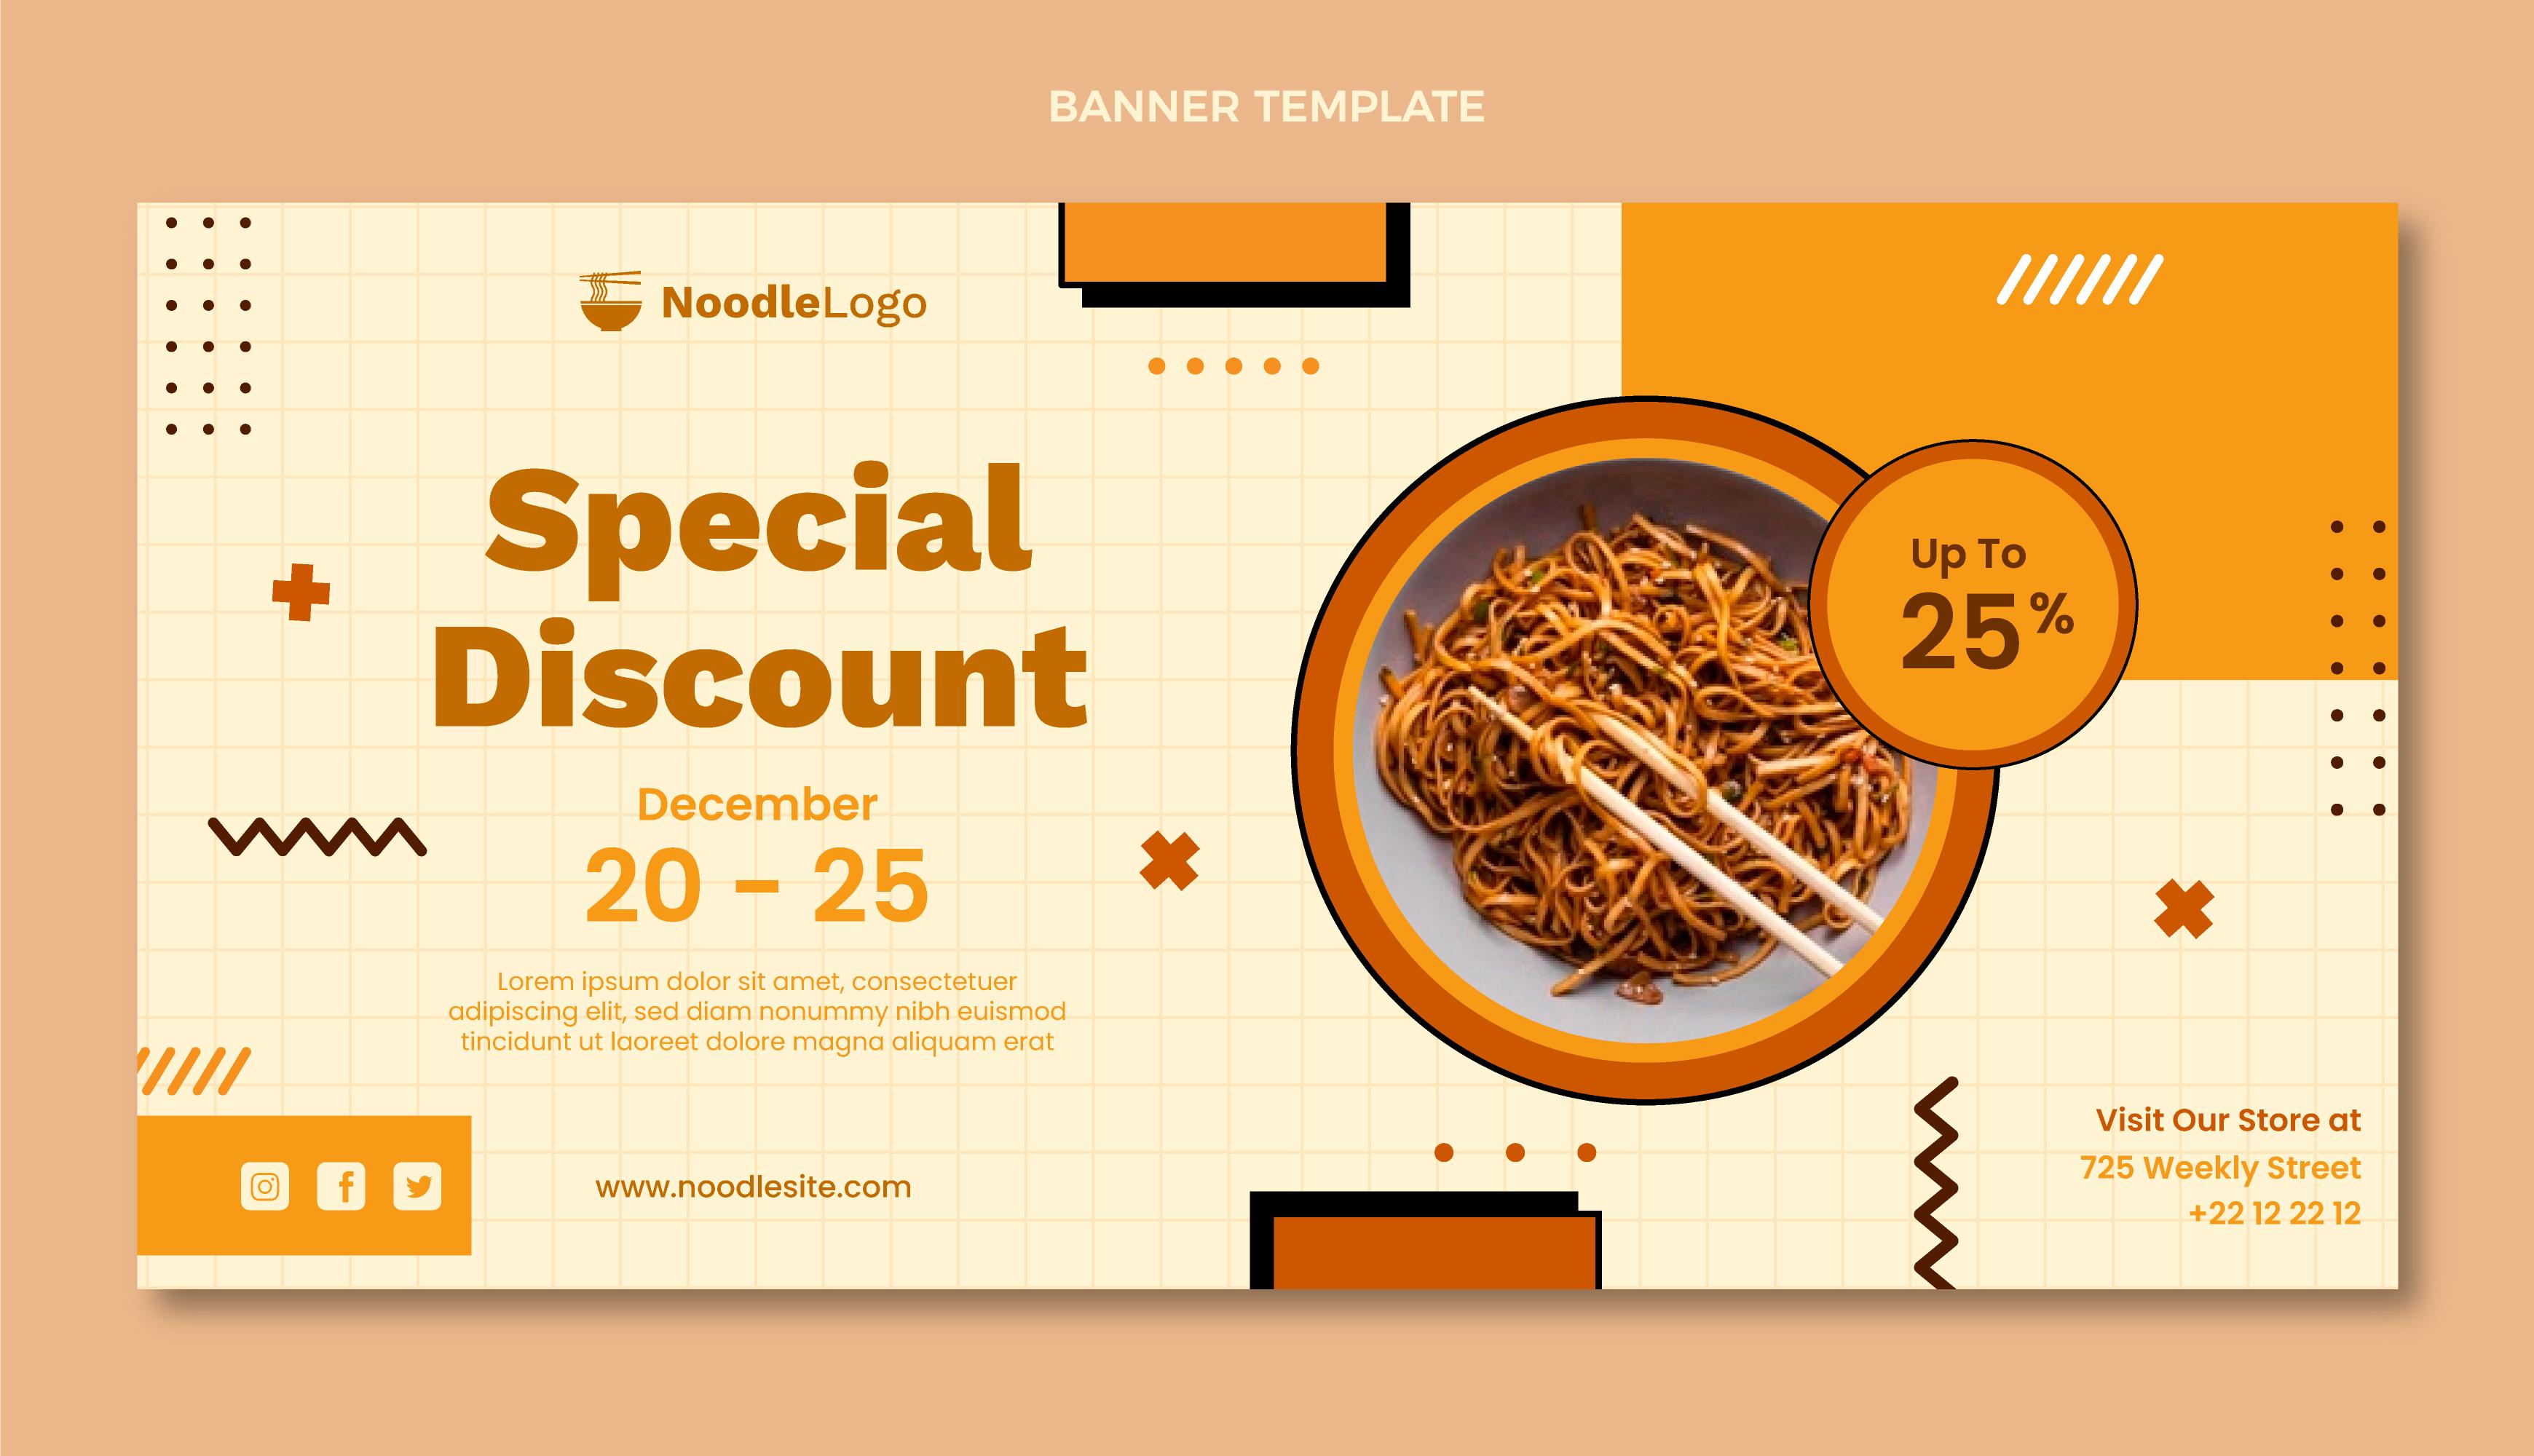 BANNER TEMPLATE
NoodleLogo
Special
Discount
December
20 – 25
Lorem ipsum dolor sit amet, consectetuer
adipiscing elit, sed diam nonummy nibh euismod
tincidunt ut laoreet dolore magna aliquam erat
www.noodlesite.com
Up To
25%
Visit Our Store at
725 Weekly Street
+22 12 22 12